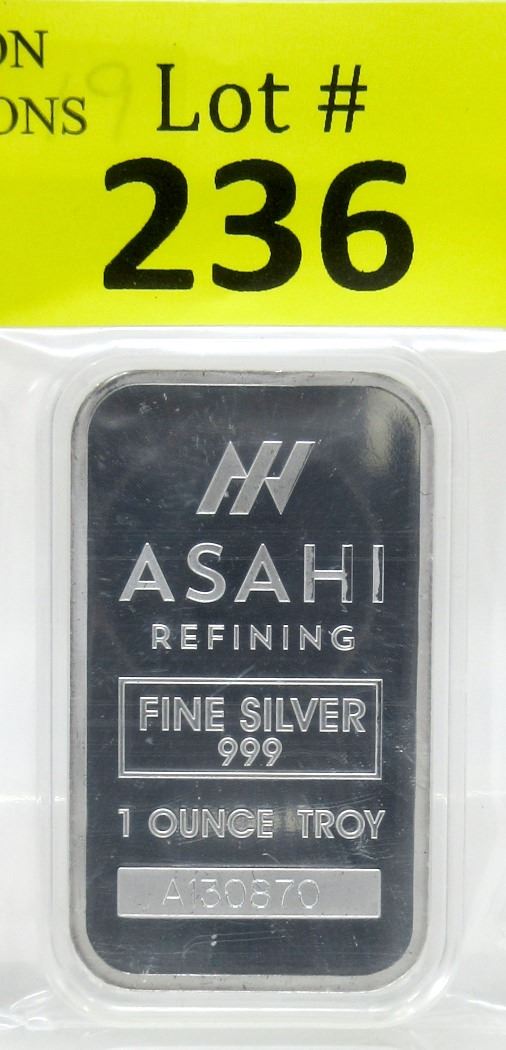 ON
ONS Lot #
236
ASAHI
REFINING
FINE SILVER
999
1 OUNCE TROY
A130870